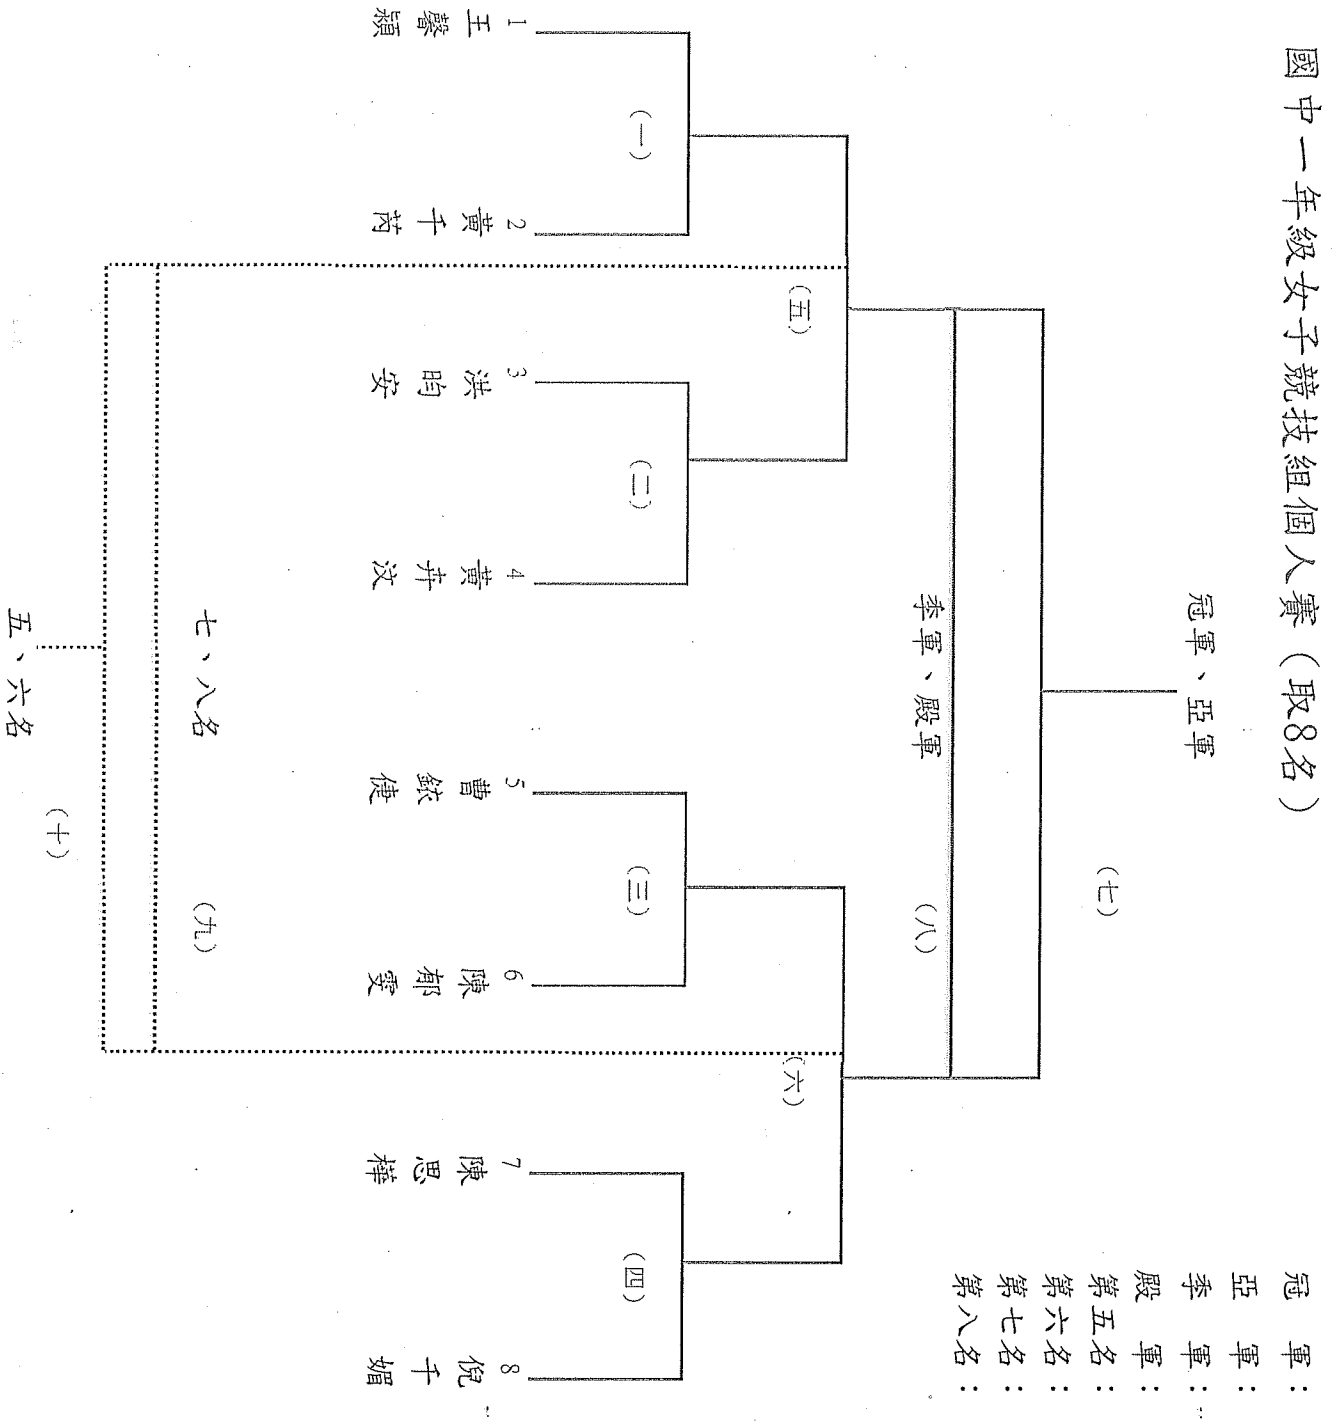 國中一年級女子競技組個人賽（取8名）
冠軍：
亞軍：
季軍：
殿軍：
第五名：
第六名：
第七名：
第八名：
冠軍、亞軍
（七）
季軍、殿軍
（八）
（五）
（六）
（一）
（二）
（三）
（四）
1 王馨潁
2 黃千芮
3 洪昀安
4 黃卉汶
5 曹銥倢
6 陳郁雯
7 陳思樺
8 倪千媚
七、八名
（九）
五、六名
（十）